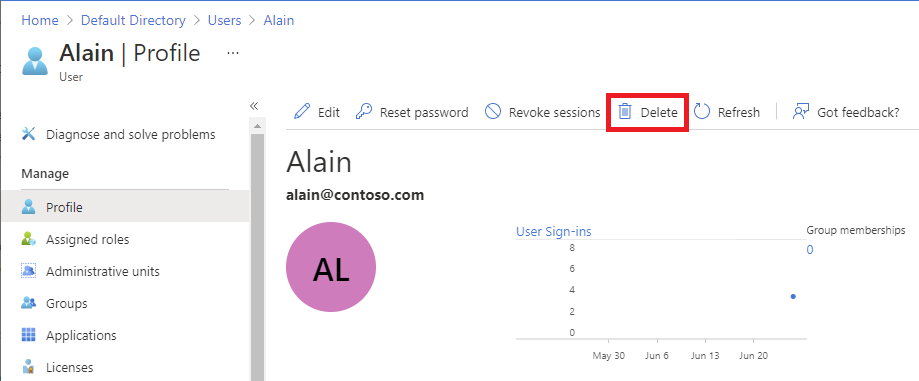 Home > Default Directory > Users > Alain
Alain | Profile ...
User
«
Edit Reset password Revoke sessions Delete Refresh Got feedback?
Diagnose and solve problems
Manage
Profile
Assigned roles
Administrative units
Groups
Applications
Licenses
Alain
alain@contoso.com
AL
User Sign-ins
8
6
4
2
0
May 30 Jun 6 Jun 13 Jun 20
Group memberships
0